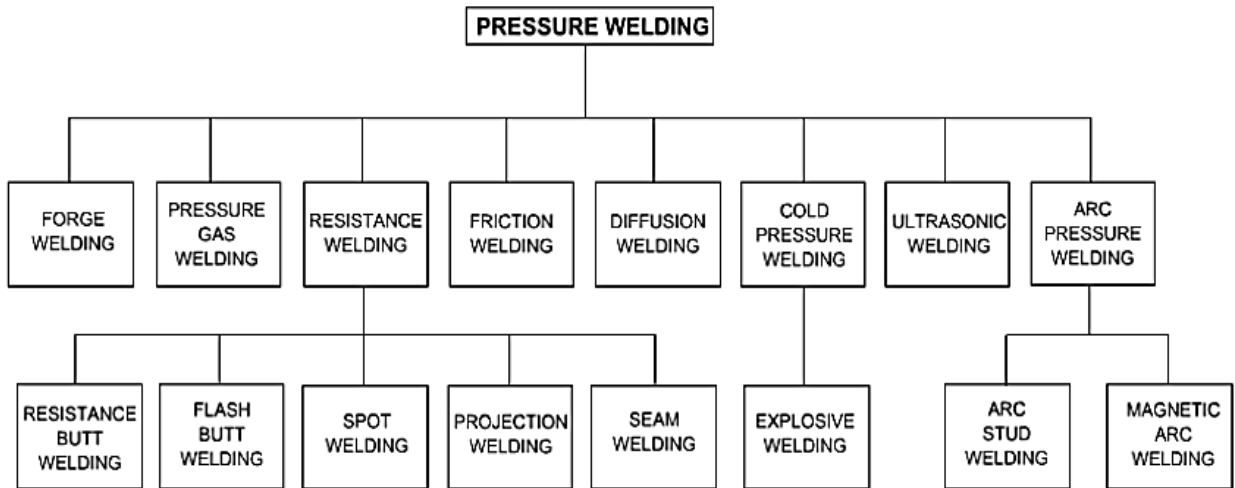 PRESSURE WELDING
FORGE
WELDING
PRESSURE
GAS
WELDING
RESISTANCE
WELDING
FRICTION
WELDING
DIFFUSION
WELDING
COLD
PRESSURE
WELDING
ULTRASONIC
WELDING
ARC
PRESSURE
WELDING
RESISTANCE
BUTT
WELDING
FLASH
BUTT
WELDING
SPOT
WELDING
PROJECTION
WELDING
SEAM
WELDING
EXPLOSIVE
WELDING
ARC
STUD
WELDING
MAGNETIC
ARC
WELDING